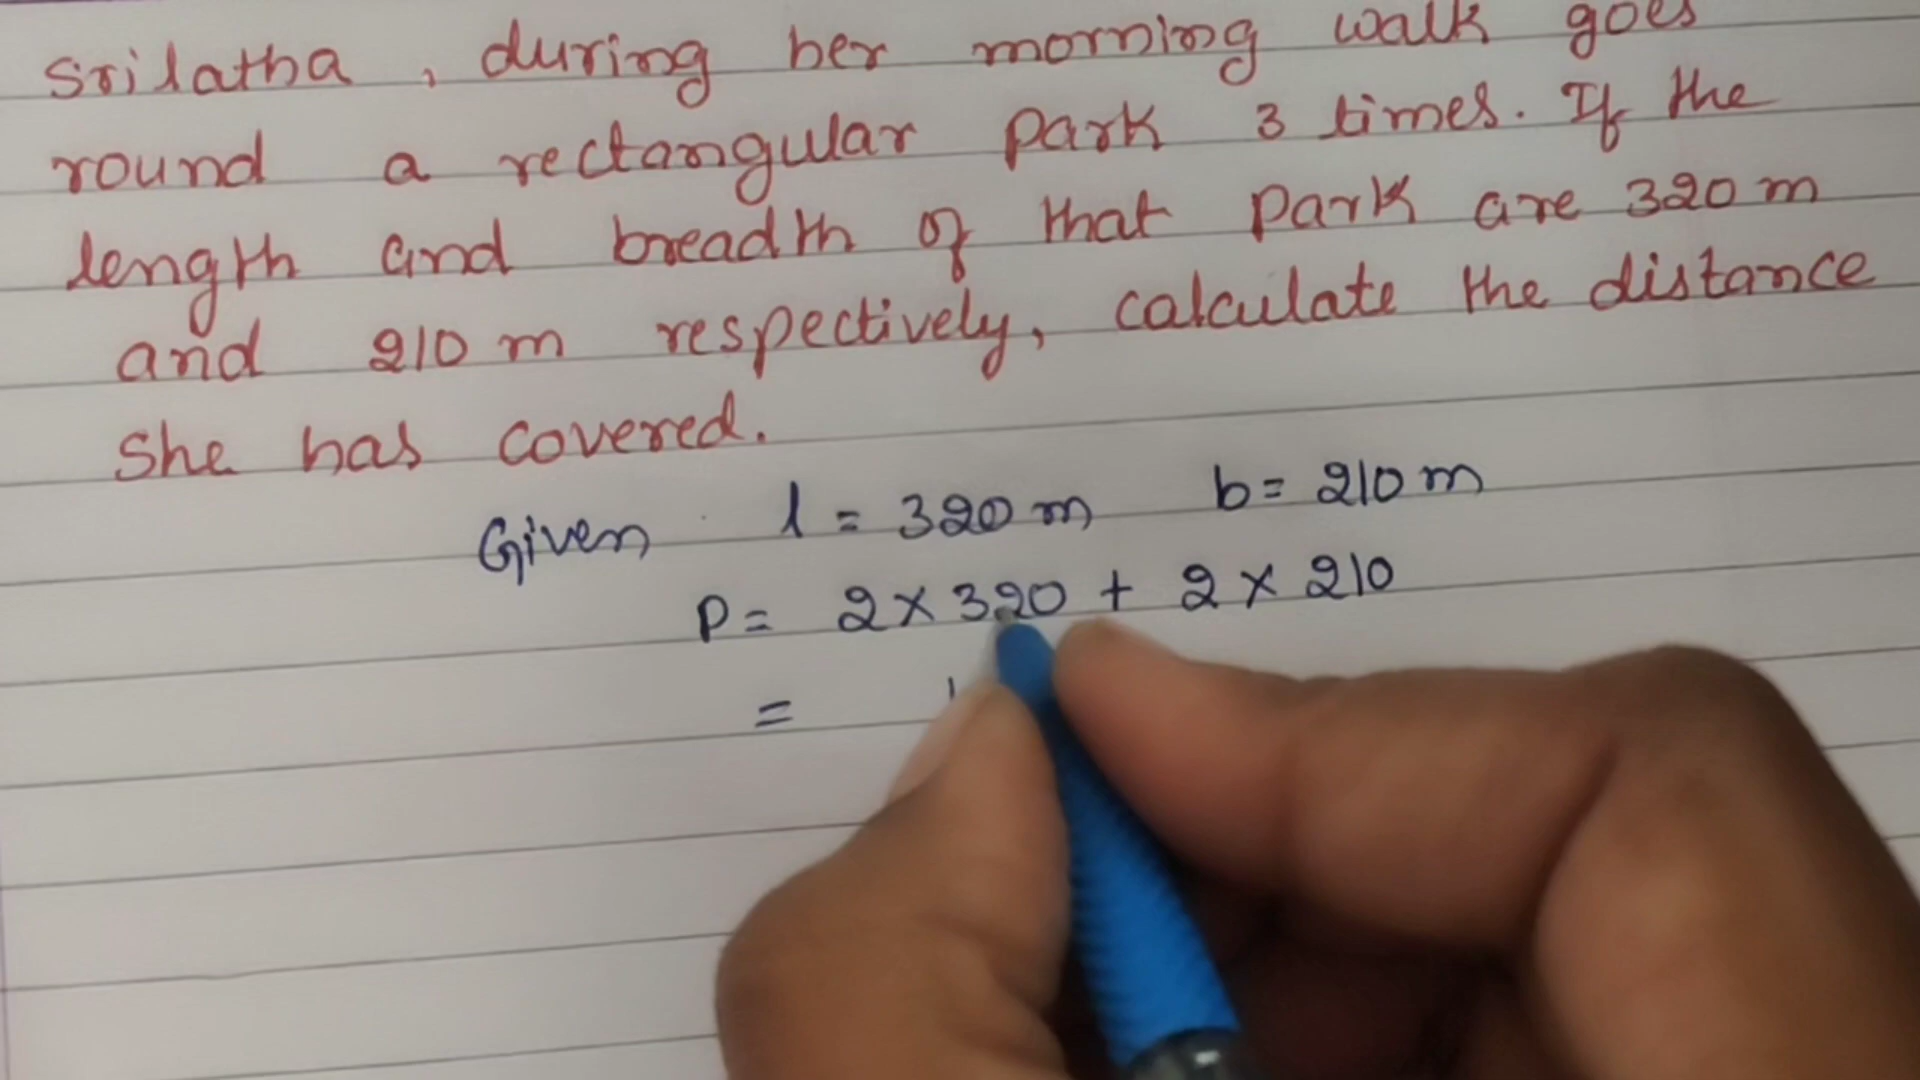 Srilatha, during her morning walk goes
round a rectangular park 3 times. If the
length and breadth of that park are 320 m
and 210 m respectively, calculate the distance
she has covered.
Given l = 320 m b = 210 m
P = 2 × 320 + 2 × 210
=